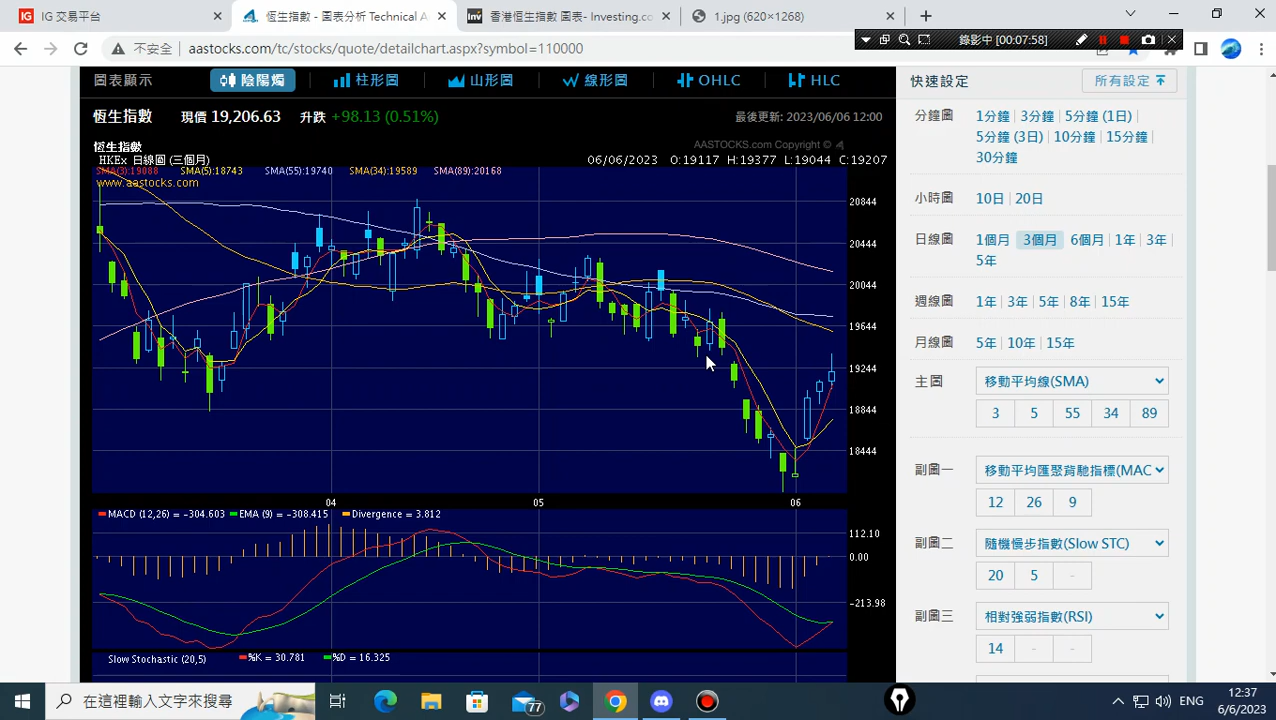 IG 交易平台
恆生指數 - 圖表分析 Technical A
香港恒生指數 圖表- Investing.co
1.jpg (620×1268)
不安全
aastocks.com/tc/stocks/quote/detailchart.aspx?symbol=110000
錄影中 [00:07:58]
圖表顯示
陰陽燭
柱形圖
山形圖
線形圖
OHLC
HLC
快速設定
所有設定
恆生指數 現價 19,206.63 升跌 +98.13 (0.51%)
最後更新: 2023/06/06 12:00
AASTOCKS.com Copyright ©
恆生指數
HKEx 日線圖 (三個月)
06/06/2023 O:19117 H:19377 L:19044 C:19207
SMA(3):19088 SMA(5):18743 SMA(55):19740 SMA(34):19589 SMA(89):20168
www.aastocks.com
20844
20444
20044
19644
19244
18844
18444
04 05 06
MACD (12,26) = -304.603 EMA (9) = -308.415 Divergence = 3.812
112.10
0.00
-213.98
Slow Stochastic (20,5) %K = 30.781 %D = 16.325
分鐘圖
1分鐘| 3分鐘| 5分鐘 (1日)|
5分鐘 (3日)| 10分鐘| 15分鐘|
30分鐘
小時圖
10日| 20日
日線圖
1個月 3個月 6個月| 1年| 3年|
5年
週線圖
1年| 3年| 5年| 8年| 15年
月線圖
5年| 10年| 15年
主圖
移動平均線(SMA)
3 5 55 34 89
副圖一
移動平均匯聚背馳指標(MAC
12 26 9
副圖二
隨機慢步指數(Slow STC)
20 5 -
副圖三
相對強弱指數(RSI)
14 - -
在這裡輸入文字來搜尋
77
ENG
12:37
6/6/2023